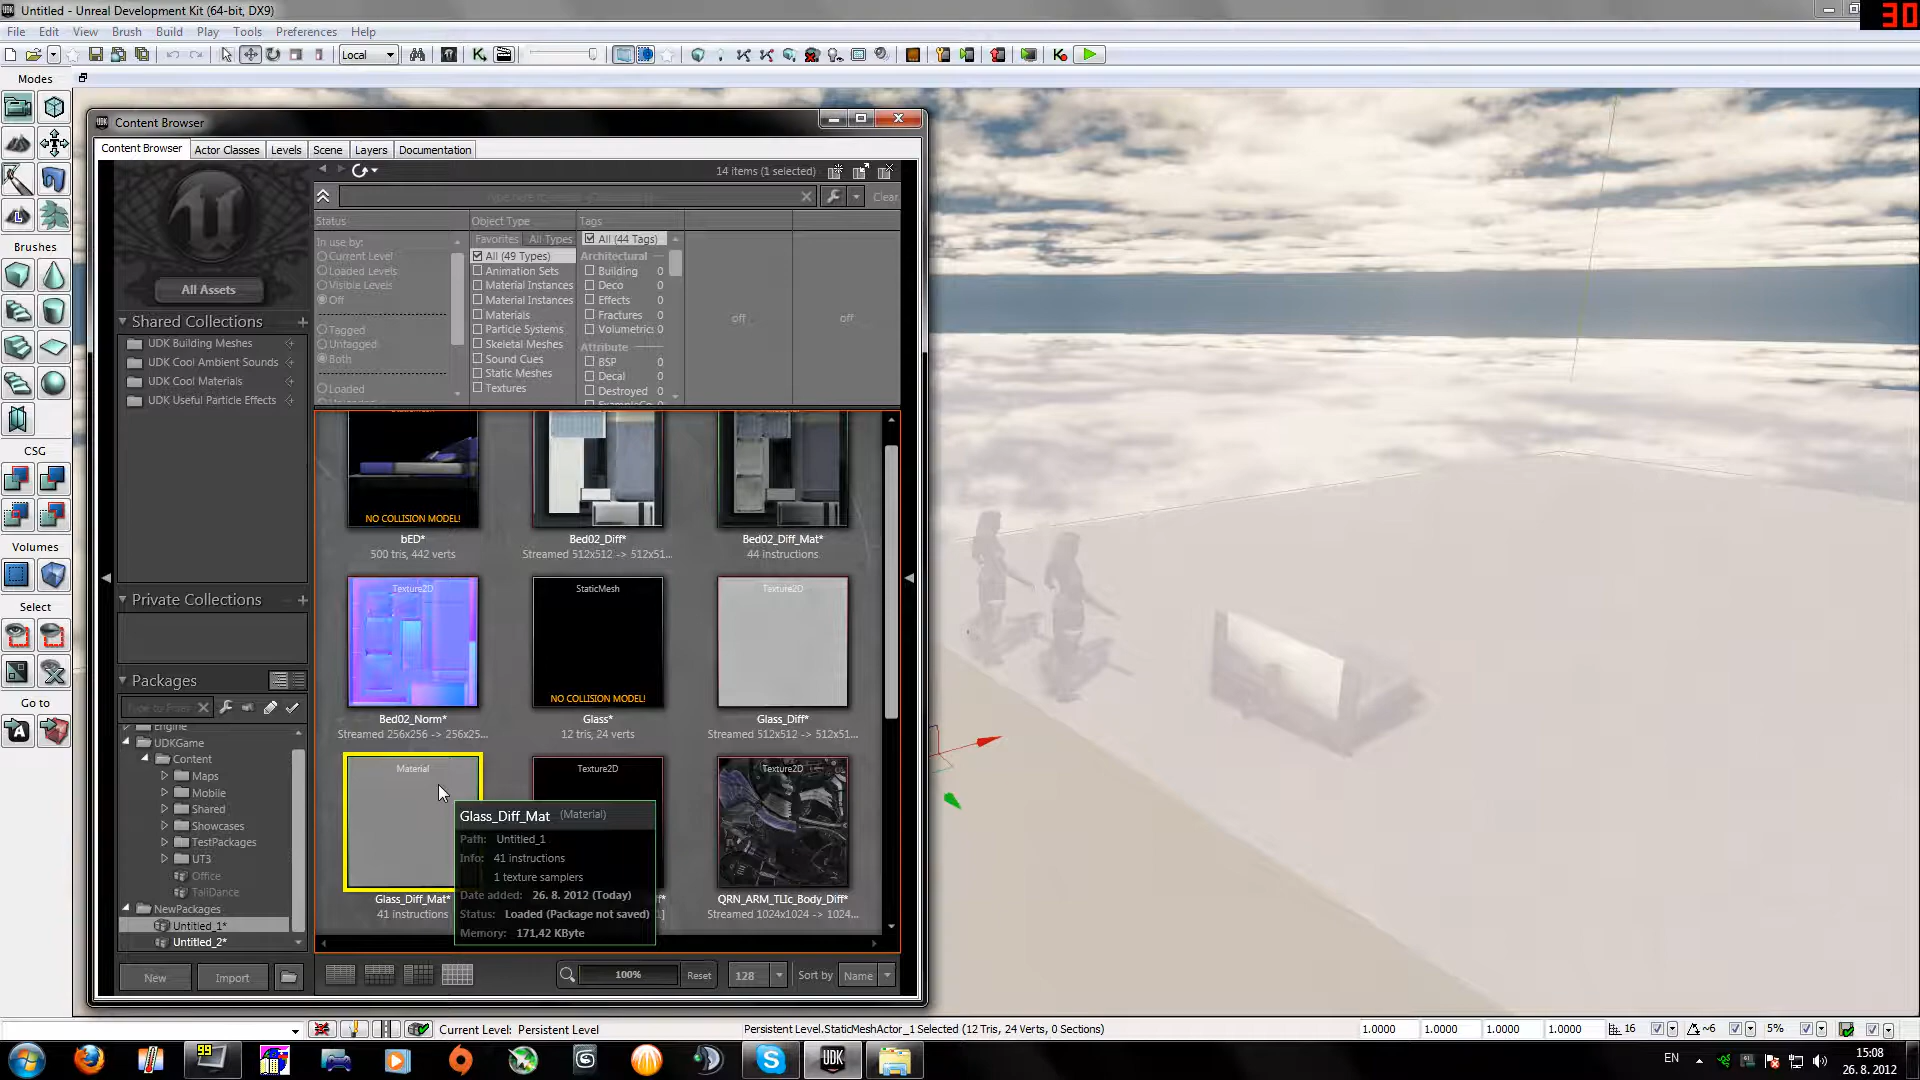 Untitled - Unreal Development Kit (64-bit, DX9)
30
File Edit View Brush Build Play Tools Preferences Help
Local
Modes
Content Browser
Content Browser Actor Classes Levels Scene Layers Documentation
14 items (1 selected)
Clear
Status Object Type Tags
In use by: Favorites All Types All (44 Tags)
Current Level All (49 Types) Architectural
Loaded Levels Animation Sets Building 0
Visible Levels Material Instances Deco 0
Off Material Instances Effects 0
Materials Fractures 0
Tagged Particle Systems Volumetric 0
Untagged Skeletal Meshes Attribute
Both Sound Cues BSP 0
Static Meshes Decal 0
Loaded Textures Destroyed 0
off off
All Assets
Shared Collections
UDK Building Meshes
UDK Cool Ambient Sounds
UDK Cool Materials
UDK Useful Particle Effects
Brushes
CSG
Volumes
Select
Go to
NO COLLISION MODEL!
bED* Bed02_Diff* Bed02_Diff_Mat*
500 tris, 442 verts Streamed 512x512 -> 512x51... 44 instructions
Texture2D StaticMesh Texture2D
NO COLLISION MODEL!
Bed02_Norm* Glass* Glass_Diff*
Streamed 256x256 -> 256x25... 12 tris, 24 verts Streamed 512x512 -> 512x51...
Material Texture2D Texture2D
Glass_Diff_Mat (Material)
Path: Untitled_1
Info: 41 instructions
1 texture samplers
Date added: 26. 8. 2012 (Today)
Status: Loaded (Package not saved)
Memory: 171,42 KByte
Glass_Diff_Mat* QRN_ARM_TLIc_Body_Diff*
41 instructions Streamed 1024x1024 -> 1024...
Private Collections
Packages
Engine
UDKGame
Content
Maps
Mobile
Shared
Showcases
TestPackages
UT3
Office
TaliDance
NewPackages
Untitled_1*
Untitled_2*
New Import
100% Reset 128 Sort by Name
Current Level: Persistent Level Persistent Level.StaticMeshActor_1 Selected (12 Tris, 24 Verts, 0 Sections) 1.0000 1.0000 1.0000 1.0000 16 ~6 5%
99 UDK EN 15:08
26. 8. 2012